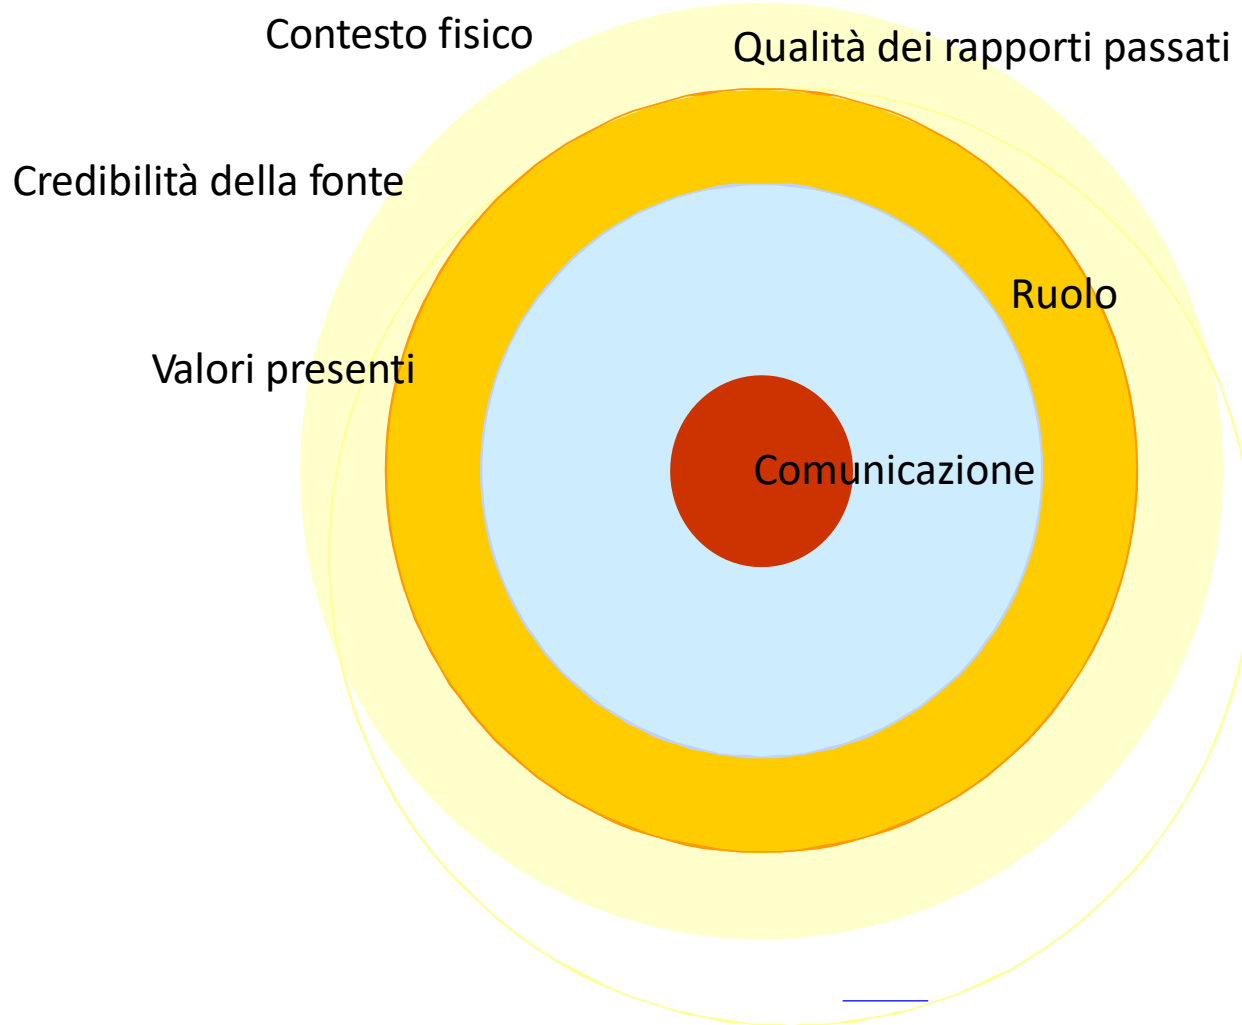 Contesto fisico
Qualità dei rapporti passati
Credibilità della fonte
Ruolo
Valori presenti
Comunicazione